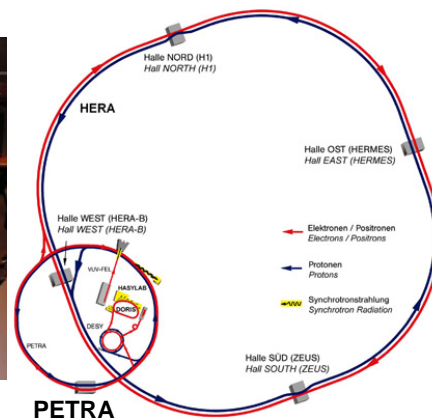 Halle NORD (H1)
Hall NORTH (H1)
HERA
Halle OST (HERMES)
Hall EAST (HERMES)
Halle WEST (HERA-B)
Hall WEST (HERA-B)
Elektronen / Positronen
Electrons / Positrons
Protonen
Protons
Synchrotronstrahlung
Synchrotron Radiation
VUV-FEL
HASYLAB
DORIS
DESY
PETRA
Halle SÜD (ZEUS)
Hall SOUTH (ZEUS)
PETRA